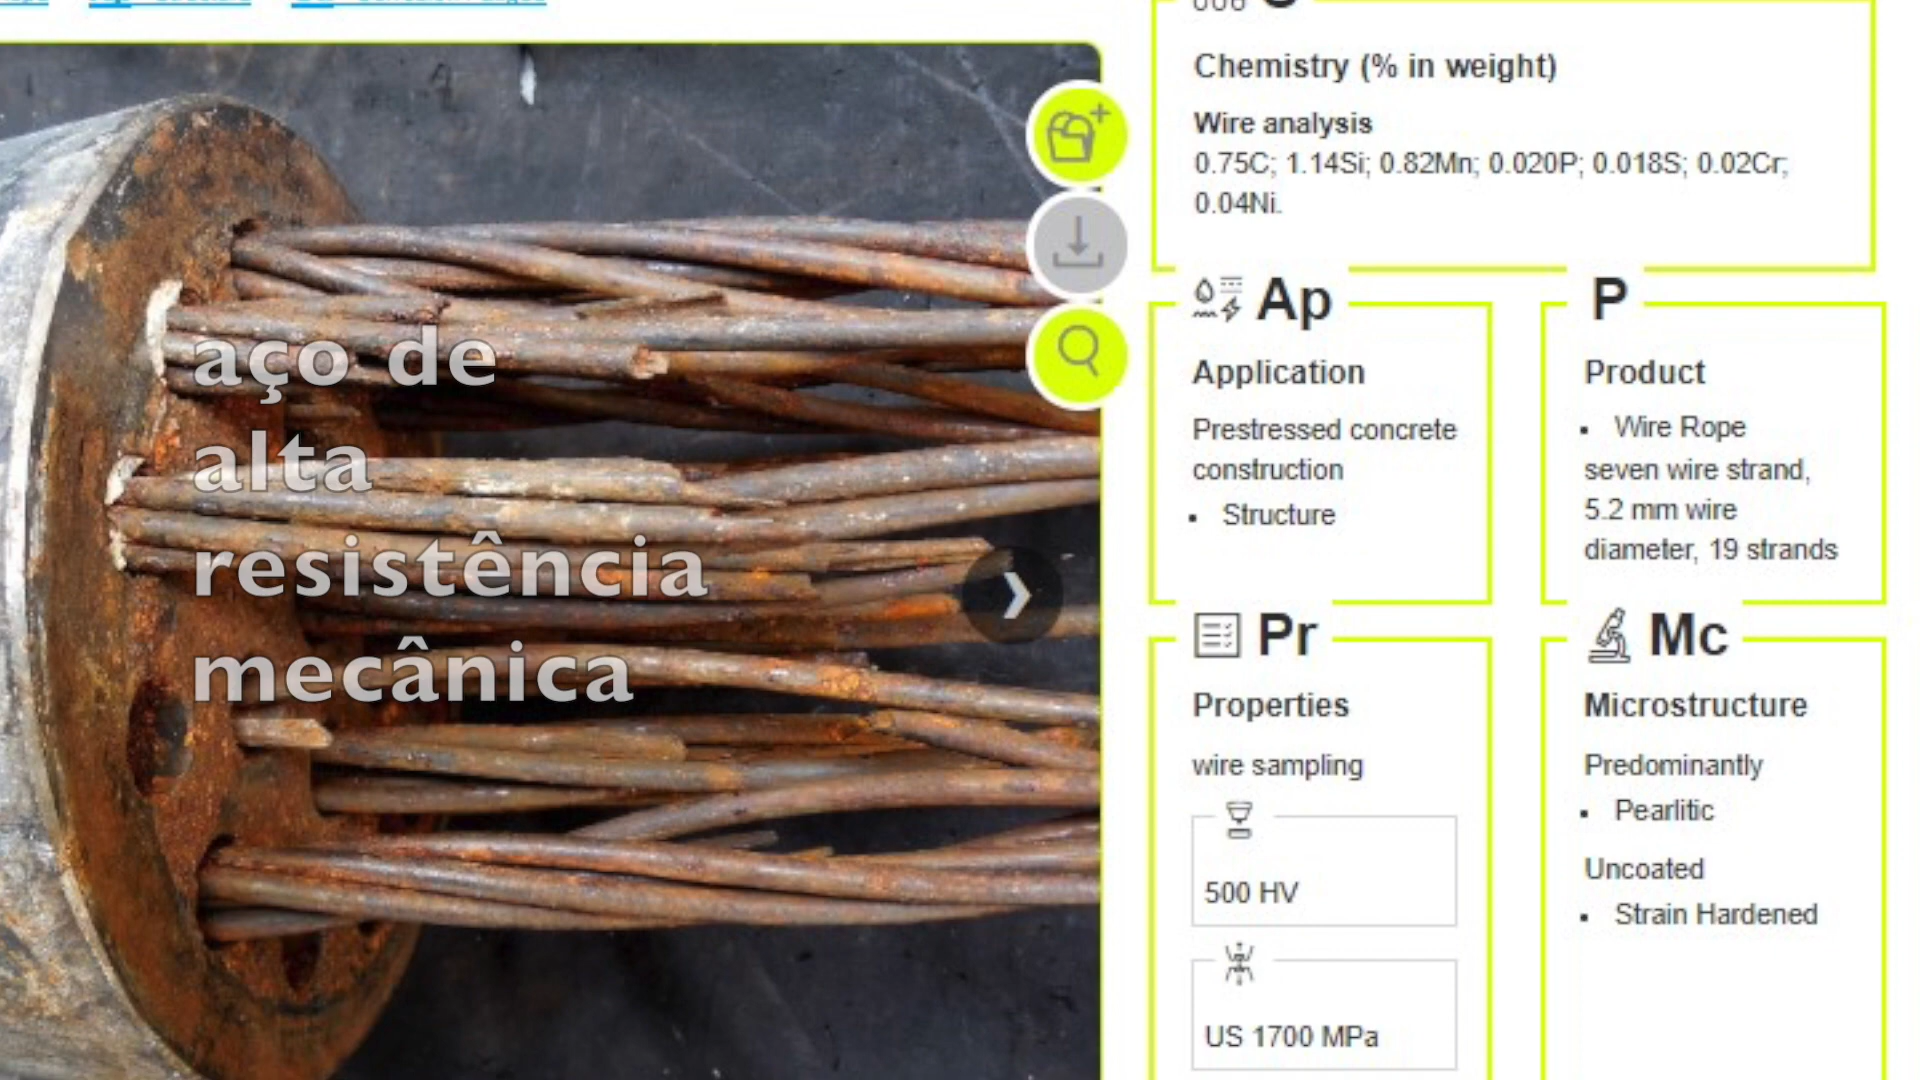 Chemistry (% in weight)
Wire analysis
0.75C; 1.14Si; 0.82Mn; 0.020P; 0.018S; 0.02Cr;
0.04Ni.
aço de
alta
resistência
mecânica
Ap
Application
Prestressed concrete
construction
▪ Structure
P
Product
▪ Wire Rope
seven wire strand,
5.2 mm wire
diameter, 19 strands
Pr
Properties
wire sampling
500 HV
US 1700 MPa
Mc
Microstructure
Predominantly
▪ Pearlitic
Uncoated
▪ Strain Hardened